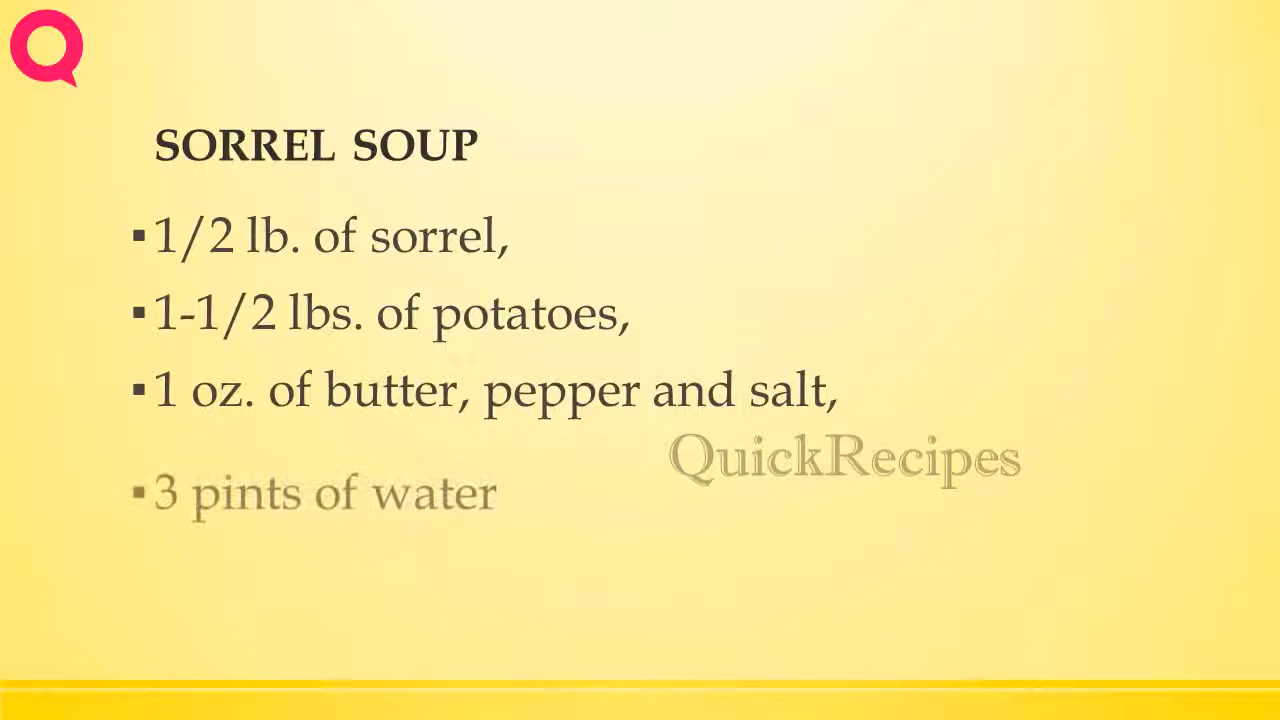 SORREL SOUP
▪1/2 lb. of sorrel,
▪1-1/2 lbs. of potatoes,
▪1 oz. of butter, pepper and salt,
QuickRecipes
▪3 pints of water